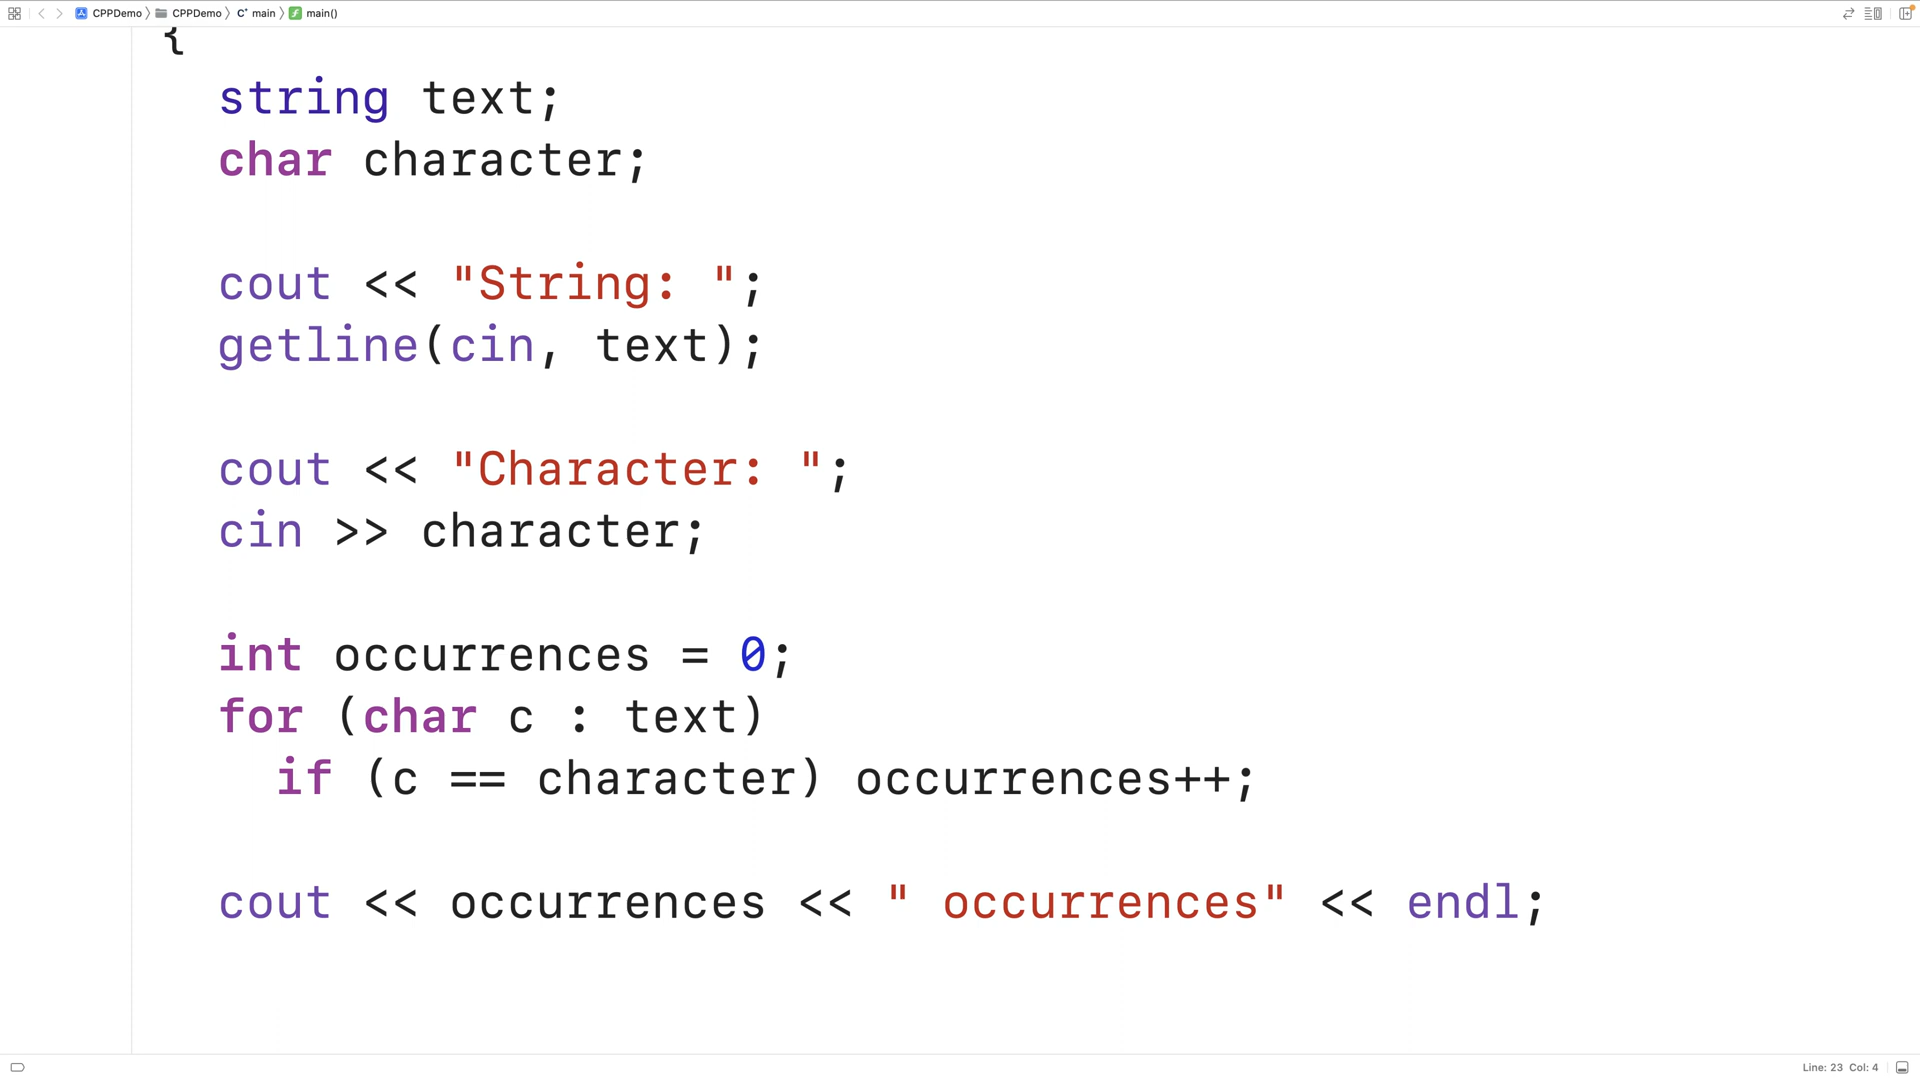 CPPDemo 〉 CPPDemo 〉 C⁺ main 〉 f main()
{
string text;
char character;
cout << "String: ";
getline(cin, text);
cout << "Character: ";
cin >> character;
int occurrences = 0;
for (char c : text)
if (c == character) occurrences++;
cout << occurrences << " occurrences" << endl;
Line: 23 Col: 4